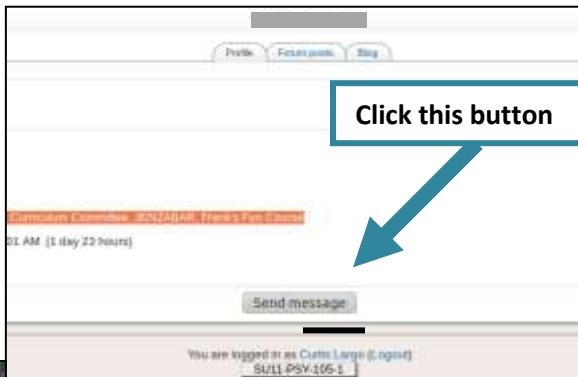 Profile Forum posts Blog
Click this button
Curriculum Committee, JENZABAR, Frank's Fun Course
01 AM (1 day 23 hours)
Send message
You are logged in as Curtis Largo (Logout)
SU11-PSY-105-1